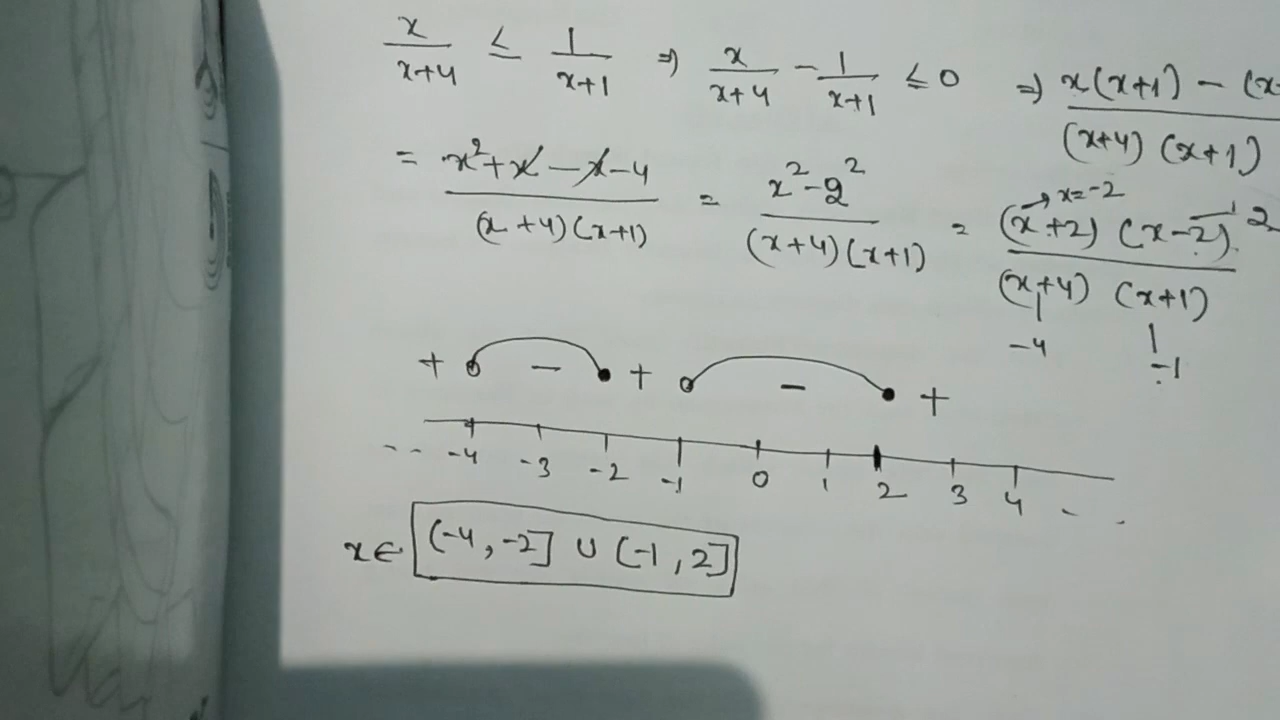 x/(x+4) ≤ 1/(x+1) ⇒ x/(x+4) - 1/(x+1) ≤ 0 ⇒ x(x+1) - (x / (x+4)(x+1)
= x²+x-x-4 / (x+4)(x+1) = x²-2² / (x+4)(x+1) = (x+2)(x-2) / (x+4)(x+1)
→ x=-2
2
-4 -1
+ - + - +
.. -4 -3 -2 -1 0 1 2 3 4 . .
x∈ (-4,-2] ∪ (-1,2]